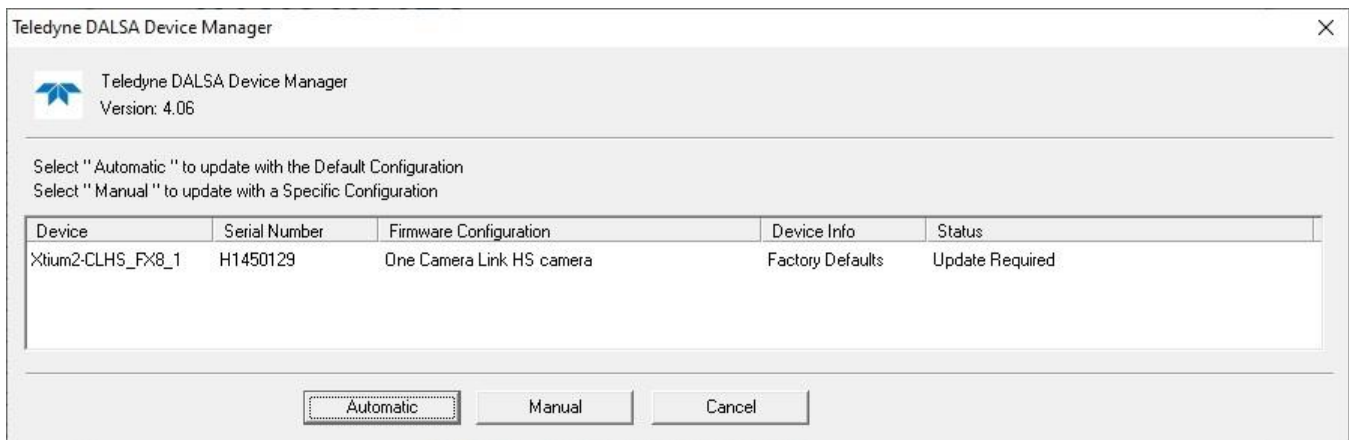 Teledyne DALSA Device Manager
Teledyne DALSA Device Manager
Version: 4.06
Select " Automatic " to update with the Default Configuration
Select " Manual " to update with a Specific Configuration
Device Serial Number Firmware Configuration Device Info Status
Xtium2-CLHS_FX8_1 H1450129 One Camera Link HS camera Factory Defaults Update Required
Automatic Manual Cancel